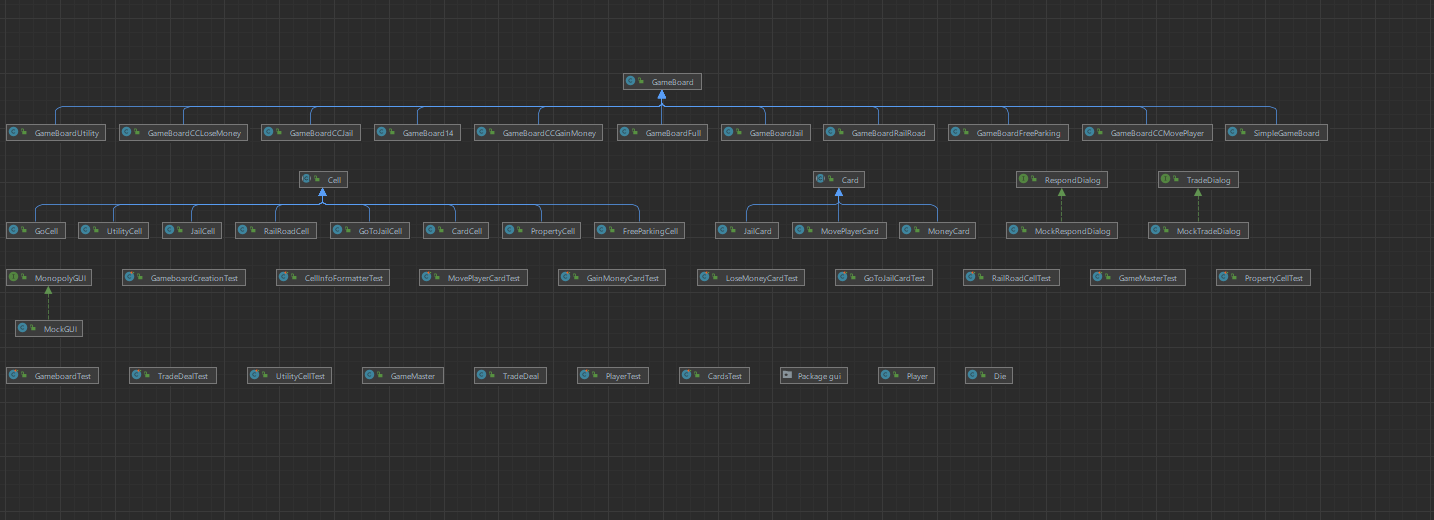 GameBoard
GameBoardUtility GameBoardCCLoseMoney GameBoardCCJail GameBoard14 GameBoardCCGainMoney GameBoardFull GameBoardJail GameBoardRailRoad GameBoardFreeParking GameBoardCCMovePlayer SimpleGameBoard
Cell Card RespondDialog TradeDialog
GoCell UtilityCell JailCell RailRoadCell GoToJailCell CardCell PropertyCell FreeParkingCell JailCard MovePlayerCard MoneyCard MockRespondDialog MockTradeDialog
MonopolyGUI GameboardCreationTest CellInfoFormatterTest MovePlayerCardTest GainMoneyCardTest LoseMoneyCardTest GoToJailCardTest RailRoadCellTest GameMasterTest PropertyCellTest
MockGUI
GameboardTest TradeDealTest UtilityCellTest GameMaster TradeDeal PlayerTest CardsTest Package gui Player Die